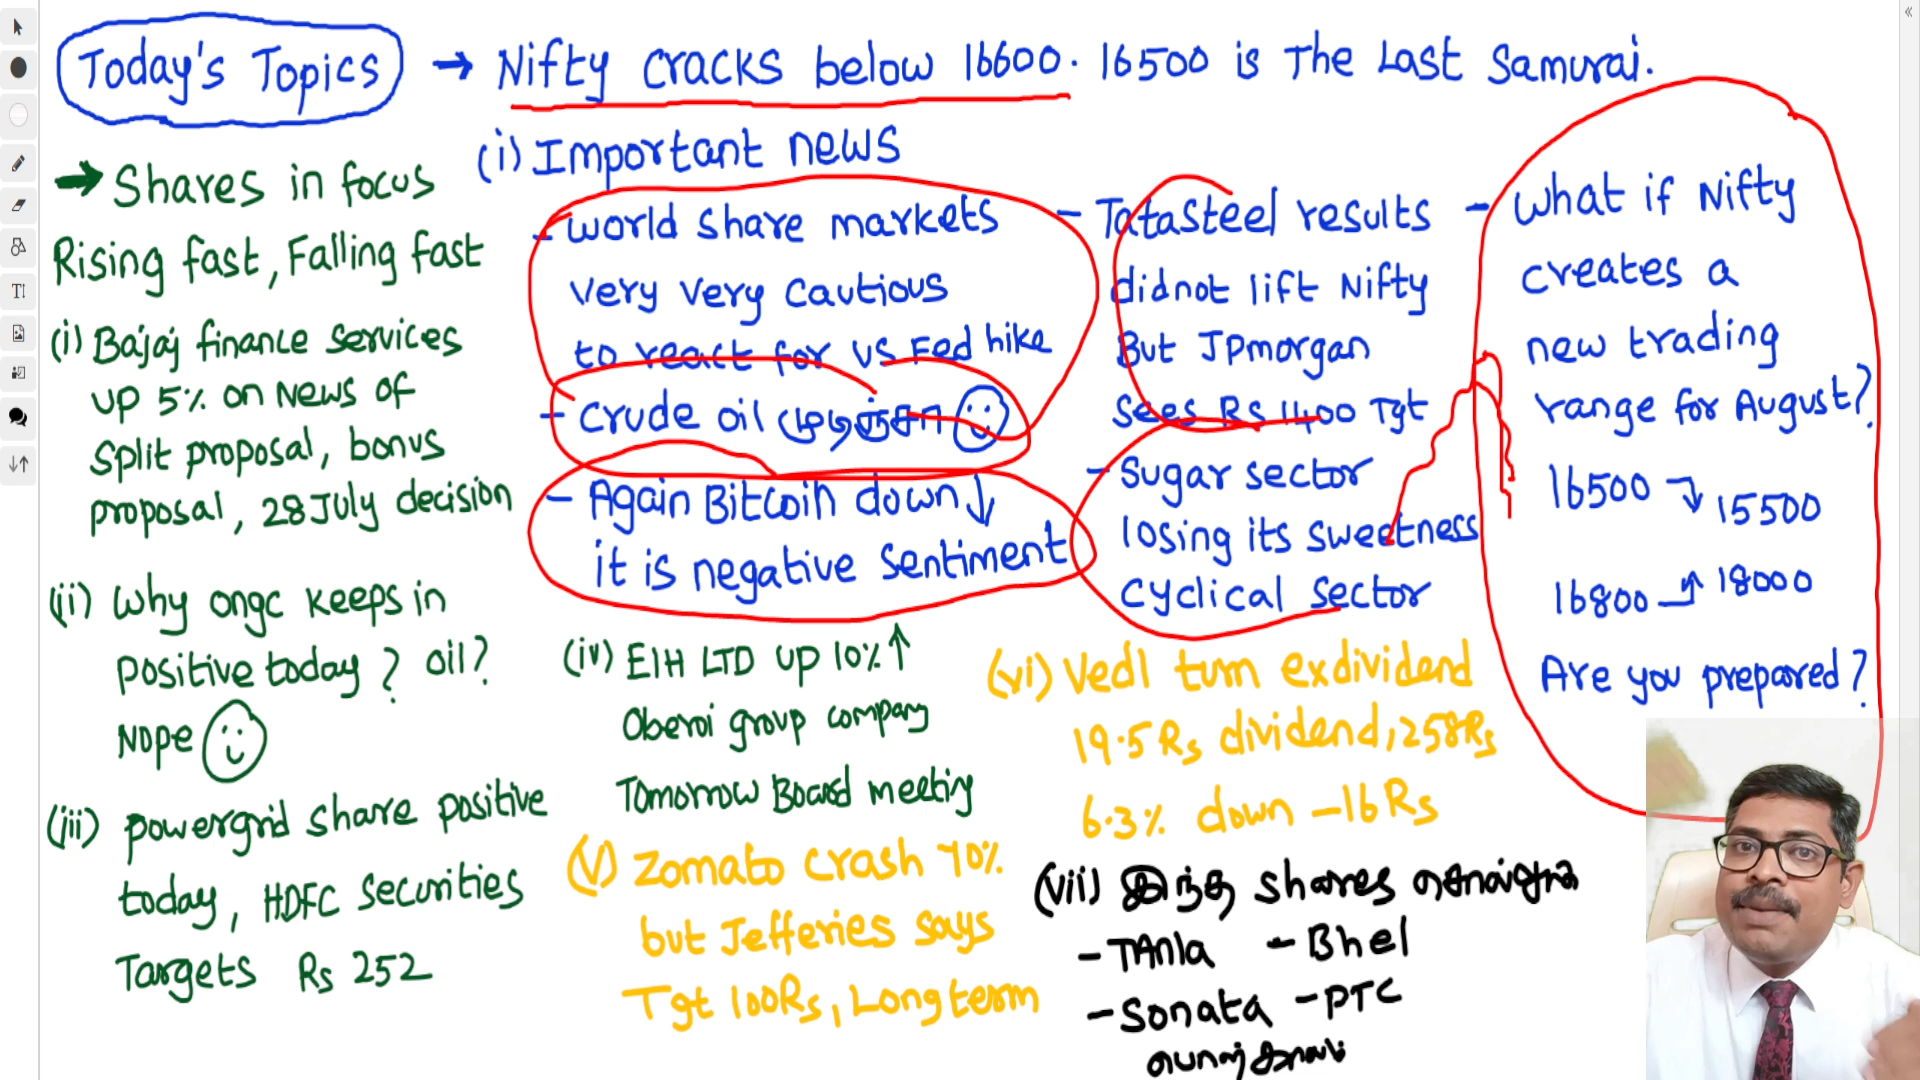 Today's Topics → Nifty cracks below 16600. 16500 is The Last Samurai.
→ Shares in focus
Rising fast, Falling fast
(i) Bajaj finance services
up 5% on News of
Split proposal, bonus
proposal, 28 July decision
(ii) Why ongc keeps in
positive today? oil?
Nope
(iii) powergrid share positive
today, HDFC Securities
Targets Rs 252
(i) Important news
- world share markets
very very cautious
to react for US Fed hike
- crude oil
- Again Bitcoin down ↓
it is negative sentiment
- Tatasteel results
didnot lift Nifty
But JPmorgan
sees Rs 1400 Tgt
- Sugar sector
losing its sweetness
cyclical sector
- What if Nifty
creates a
new trading
range for August?
16500 → 15500
16800 → 18000
Are you prepared?
(iv) EIH LTD up 10% ↑
Oberoi group company
Tomorrow Board meeting
(v) Zomato crash 10%
but Jefferies says
Tgt 100Rs, Long term
(vi) Vedl turn exdividend
19.5 Rs dividend, 258Rs
6.3% down -16 Rs
(vii) இந்த shares
- TAnla - Bhel
- Sonata - PTC
TI